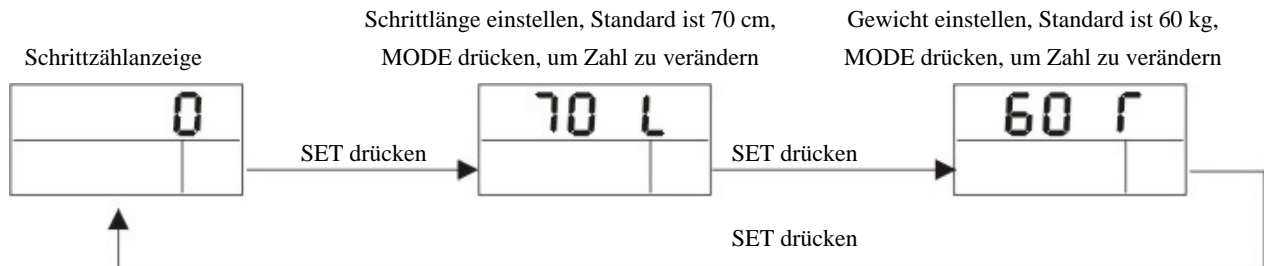 Schrittlänge einstellen, Standard ist 70 cm,
MODE drücken, um Zahl zu verändern
Gewicht einstellen, Standard ist 60 kg,
MODE drücken, um Zahl zu verändern
Schrittzählanzeige
0
70 L
60 Γ
SET drücken
SET drücken
SET drücken